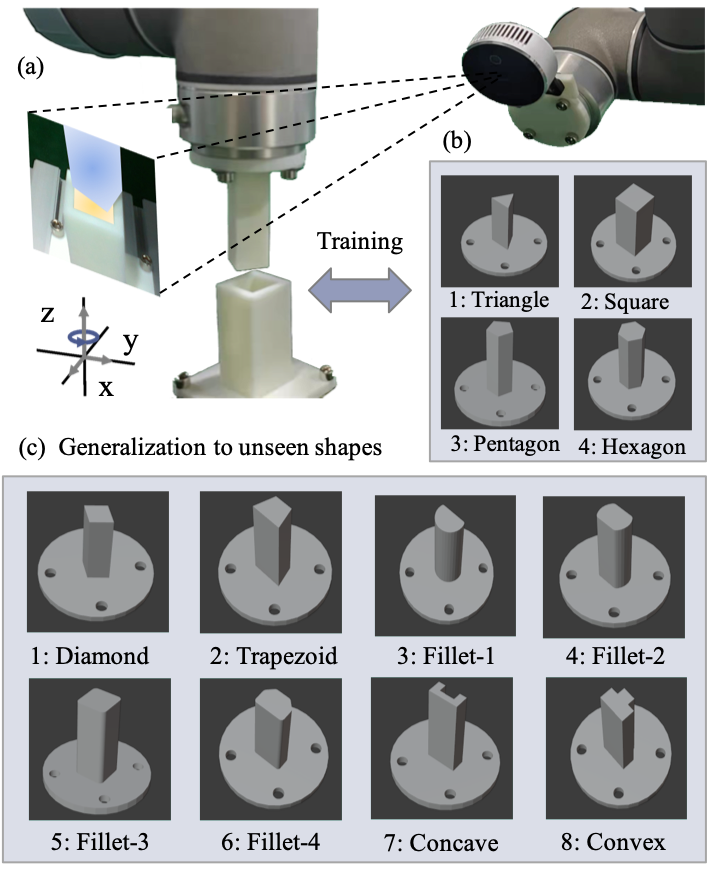 (a)
(b)
Training
1: Triangle
2: Square
z
y
x
3: Pentagon
4: Hexagon
(c) Generalization to unseen shapes
1: Diamond
2: Trapezoid
3: Fillet-1
4: Fillet-2
5: Fillet-3
6: Fillet-4
7: Concave
8: Convex